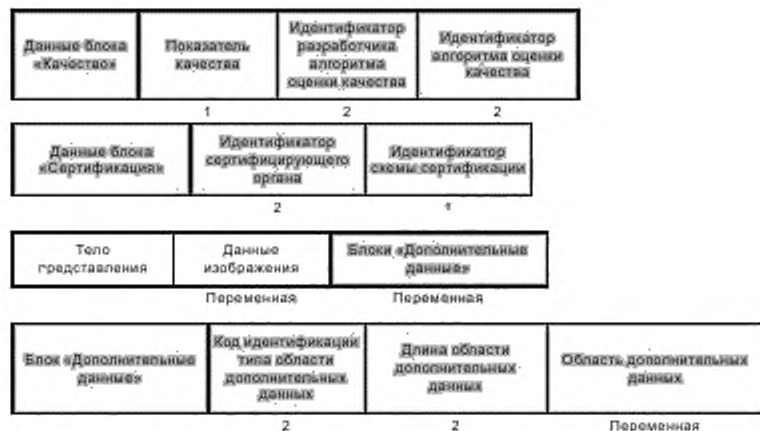 Данные блока
«Качество»
Показатель
качества
Идентификатор
разработчика
алгоритма
оценки качества
Идентификатор
алгоритма оценки
качества
1
2
2
Данные блока
«Сертификация»
Идентификатор
сертифицирующего
органа
Идентификатор
схемы сертификации
2
1
Тело
представления
Данные
изображения
Блоки «Дополнительные
данные»
Переменная
Переменная
Блок «Дополнительные
данные»
Код идентификации
типа области
дополнительных
данных
Длина области
дополнительных
данных
Область дополнительных
данных
2
2
Переменная